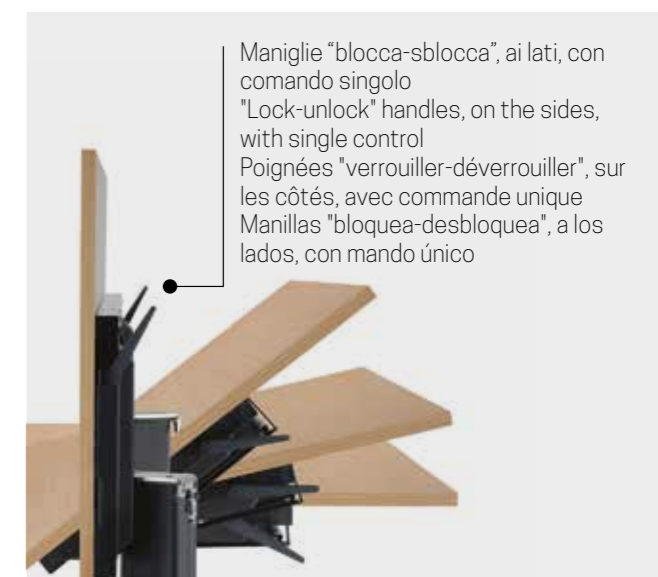 Maniglie “blocca-sblocca”, ai lati, con
comando singolo
"Lock-unlock" handles, on the sides,
with single control
Poignées "verrouiller-déverrouiller", sur
les côtés, avec commande unique
Manillas "bloquea-desbloquea", a los
lados, con mando único